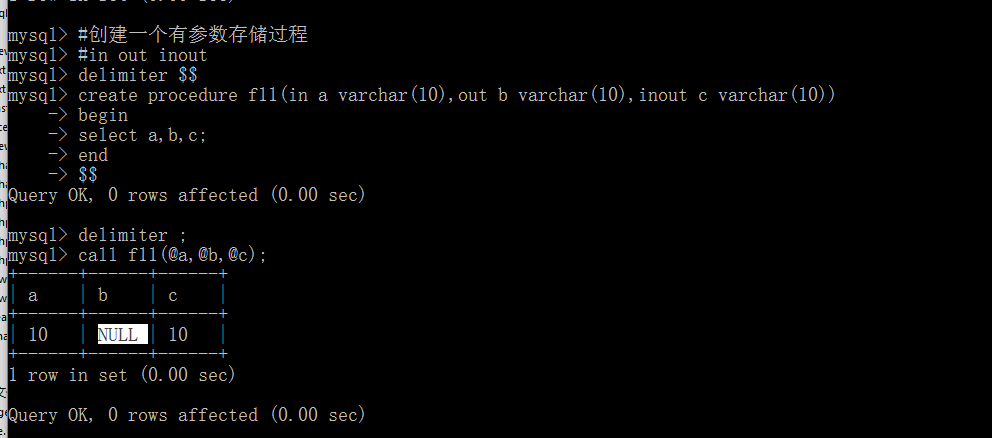 mysql> #创建一个有参数存储过程
mysql> #in out inout
mysql> delimiter $$
mysql> create procedure f11(in a varchar(10),out b varchar(10),inout c varchar(10))
    -> begin
    -> select a,b,c;
    -> end
    -> $$
Query OK, 0 rows affected (0.00 sec)
mysql> delimiter ;
mysql> call f11(@a,@b,@c);
+------+------+------+
| a    | b    | c    |
+------+------+------+
| 10   | NULL | 10   |
+------+------+------+
1 row in set (0.00 sec)
Query OK, 0 rows affected (0.00 sec)